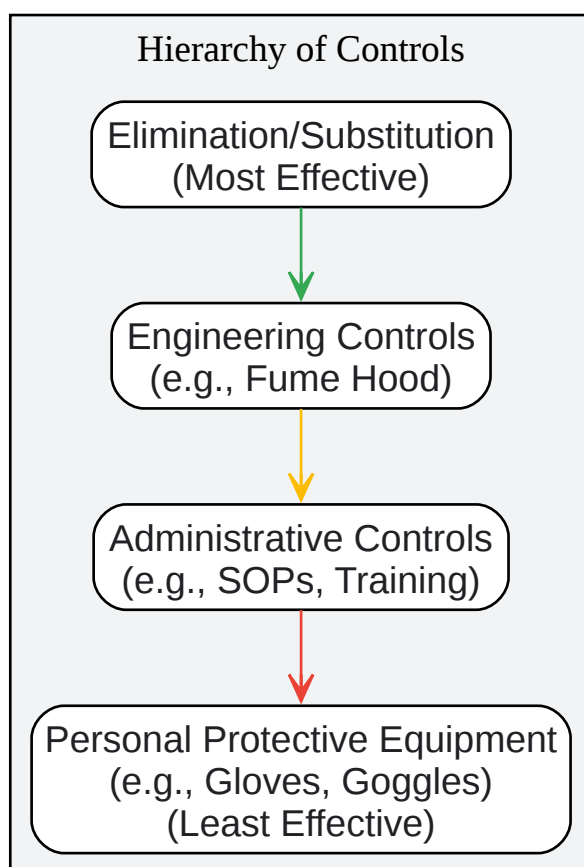 Hierarchy of Controls
Elimination/Substitution
(Most Effective)
Engineering Controls
(e.g., Fume Hood)
Administrative Controls
(e.g., SOPs, Training)
Personal Protective Equipment
(e.g., Gloves, Goggles)
(Least Effective)